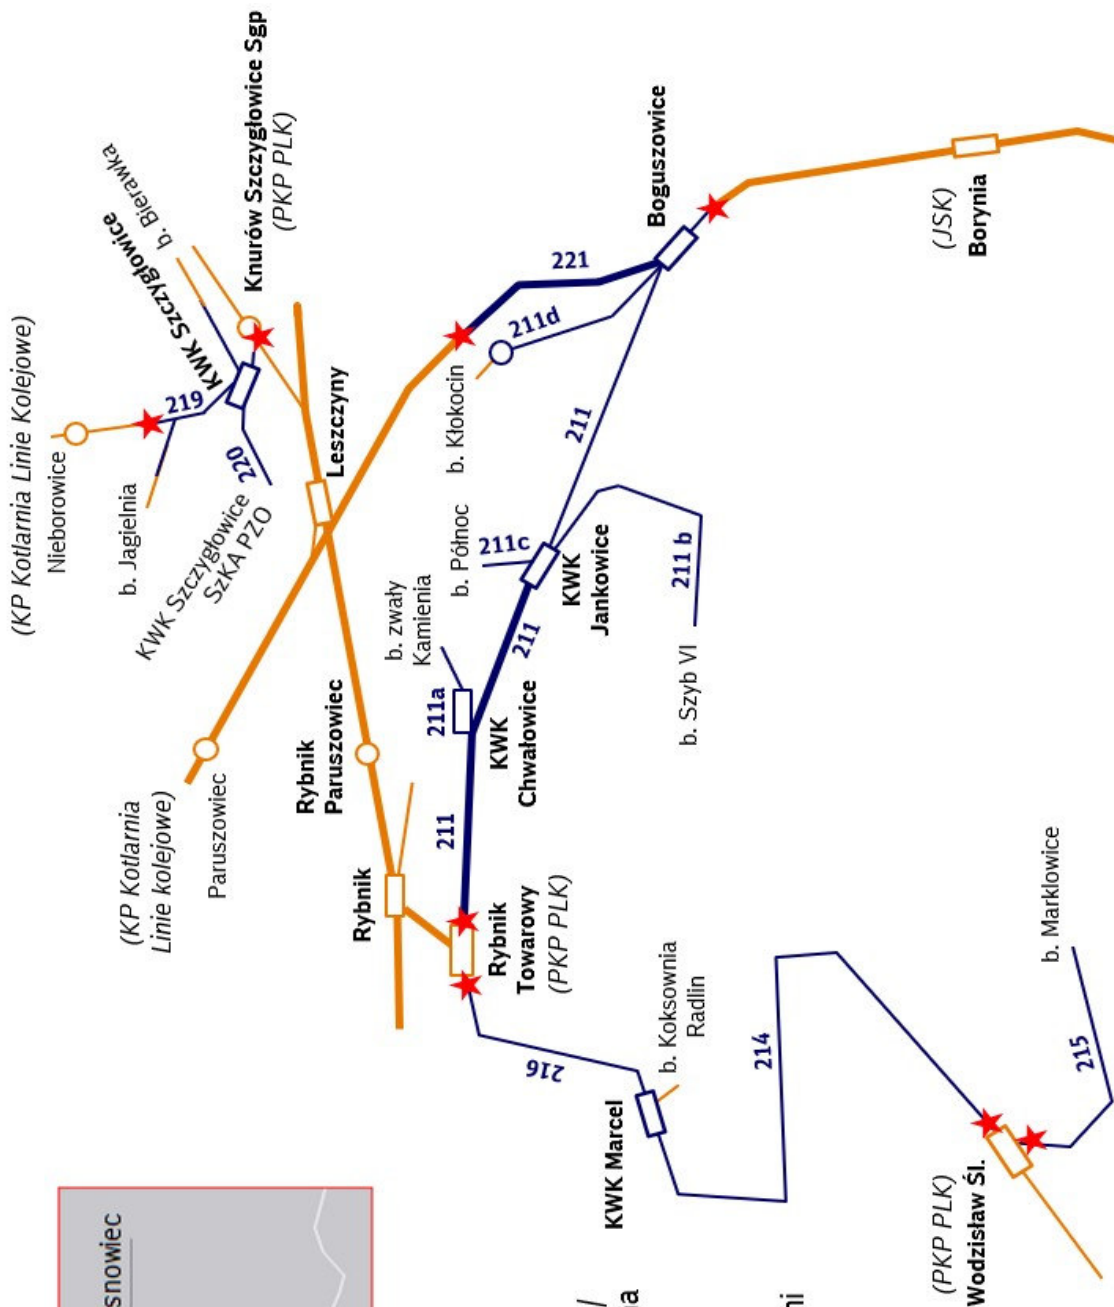 (KP Kotlarnia Linie Kolejowe)
Nieborowice
b. Jagielnia
219
KWK Szczygłowice
b. Bierawka
Knurów Szczygłowice Sgp
(PKP PLK)
220
KWK Szczygłowice
SzKA PZO
Leszczyny
(KP Kotlarnia
Linie kolejowe)
Paruszowiec
Rybnik
Paruszowiec
Rybnik
Rybnik
Towarowy
(PKP PLK)
211
211a
b. zwały
Kamienia
KWK
Chwałowice
211
b. Północ
211c
KWK
Jankowice
211 b
b. Szyb VI
211
b. Kłokocin
211d
221
Boguszowice
(JSK)
Borynia
216
b. Koksownia
Radlin
KWK Marcel
214
(PKP PLK)
Wodzisław Śl.
215
b. Marklowice
snowiec
/
na
ni